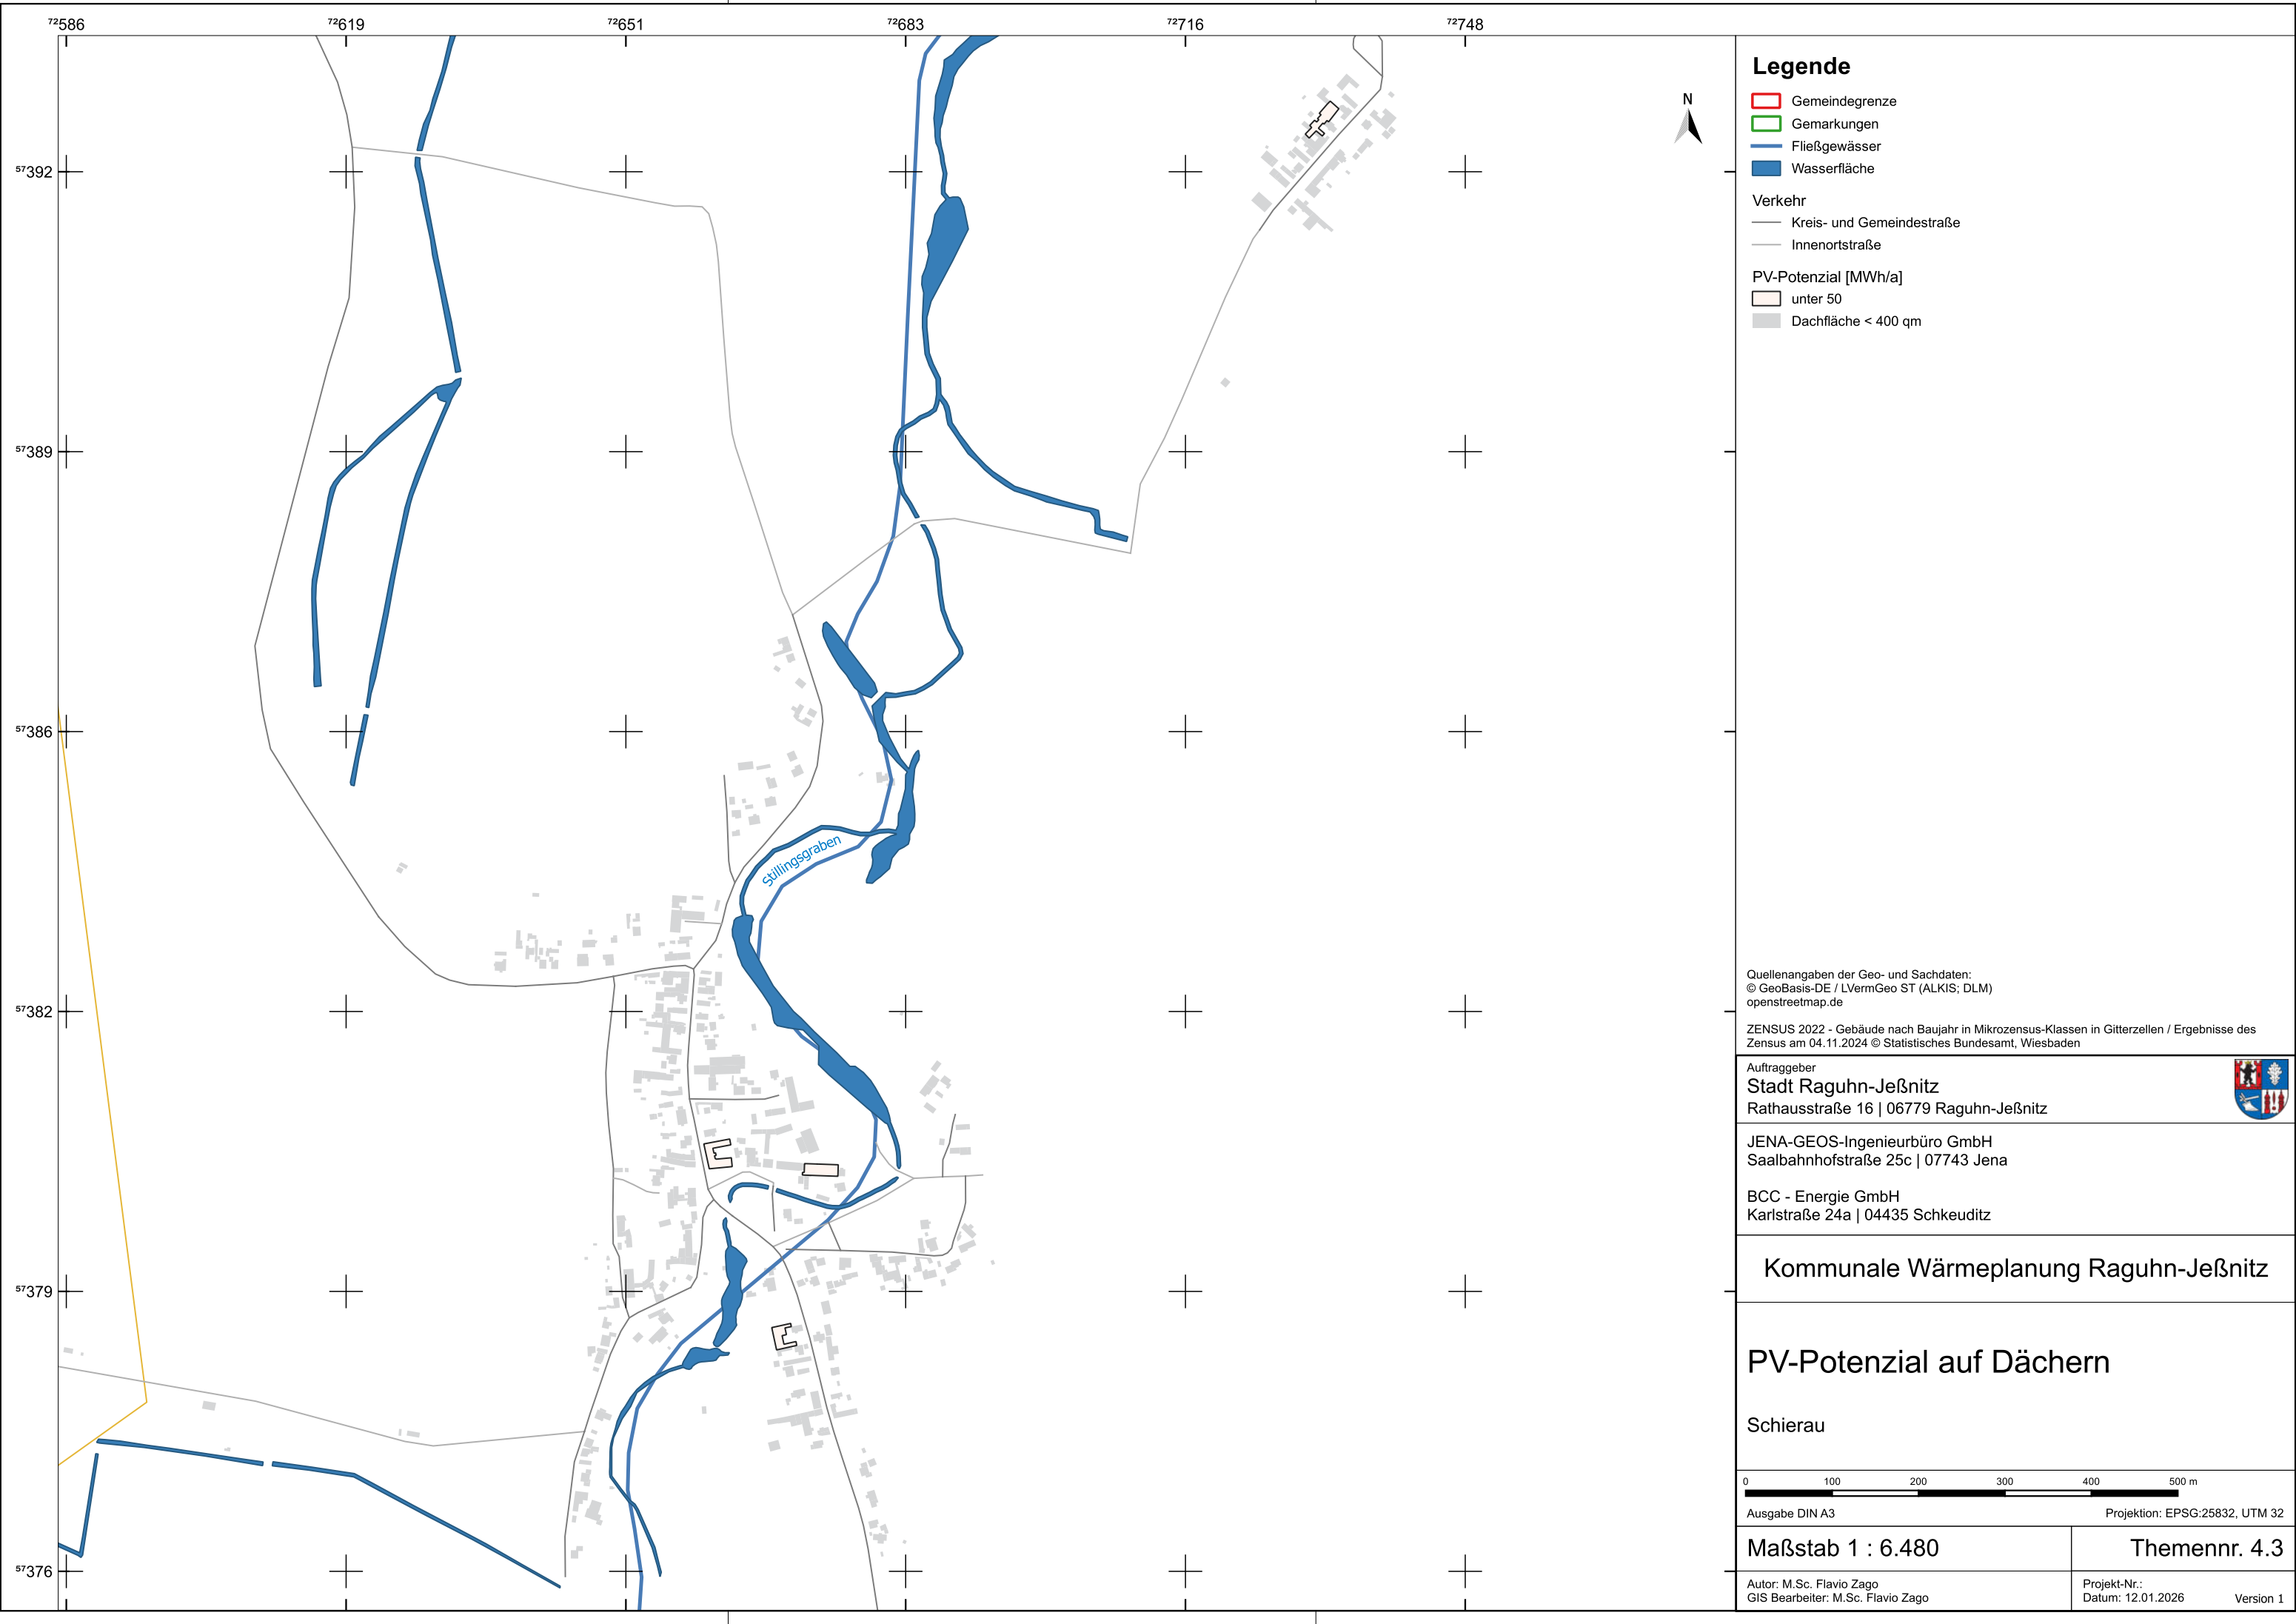 ⁷²586
⁷²619
⁷²651
⁷²683
⁷²716
⁷²748
⁵⁷392
⁵⁷389
⁵⁷386
⁵⁷382
⁵⁷379
⁵⁷376
Stillingsgraben
N
Legende
Gemeindegrenze
Gemarkungen
Fließgewässer
Wasserfläche
Verkehr
Kreis- und Gemeindestraße
Innenortstraße
PV-Potenzial [MWh/a]
unter 50
Dachfläche < 400 qm
Quellenangaben der Geo- und Sachdaten:
© GeoBasis-DE / LVermGeo ST (ALKIS; DLM)
openstreetmap.de
ZENSUS 2022 - Gebäude nach Baujahr in Mikrozensus-Klassen in Gitterzellen / Ergebnisse des
Zensus am 04.11.2024 © Statistisches Bundesamt, Wiesbaden
Auftraggeber
Stadt Raguhn-Jeßnitz
Rathausstraße 16 | 06779 Raguhn-Jeßnitz
JENA-GEOS-Ingenieurbüro GmbH
Saalbahnhofstraße 25c | 07743 Jena
BCC - Energie GmbH
Karlstraße 24a | 04435 Schkeuditz
Kommunale Wärmeplanung Raguhn-Jeßnitz
PV-Potenzial auf Dächern
Schierau
0 100 200 300 400 500 m
Ausgabe DIN A3 Projektion: EPSG:25832, UTM 32
Maßstab 1 : 6.480 Themennr. 4.3
Autor: M.Sc. Flavio Zago Projekt-Nr.:
GIS Bearbeiter: M.Sc. Flavio Zago Datum: 12.01.2026 Version 1